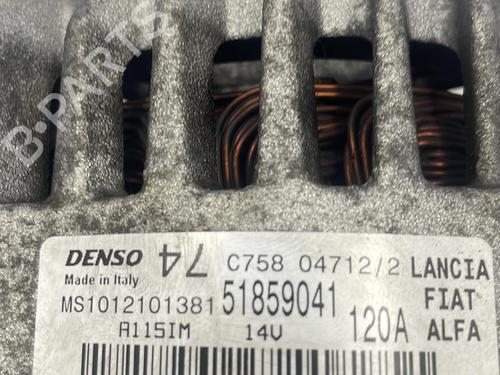 B-PARTS
DENSO 74 C758 04712/2 LANCIA
Made in Italy
MS1012101381 51859041 FIAT
A115IM 14V 120A ALFA